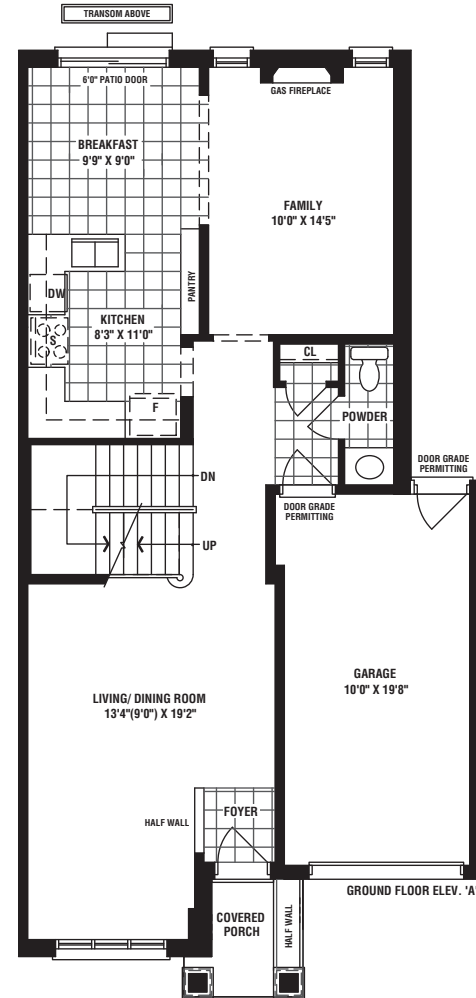 TRANSOM ABOVE
6'0" PATIO DOOR
GAS FIREPLACE
BREAKFAST
9'9" X 9'0"
FAMILY
10'0" X 14'5"
PANTRY
DW
KITCHEN
8'3" X 11'0"
S
CL
F
POWDER
DN
DOOR GRADE
PERMITTING
DOOR GRADE
PERMITTING
UP
GARAGE
10'0" X 19'8"
LIVING/ DINING ROOM
13'4"(9'0") X 19'2"
FOYER
HALF WALL
GROUND FLOOR ELEV. 'A'
COVERED
PORCH
HALF WALL